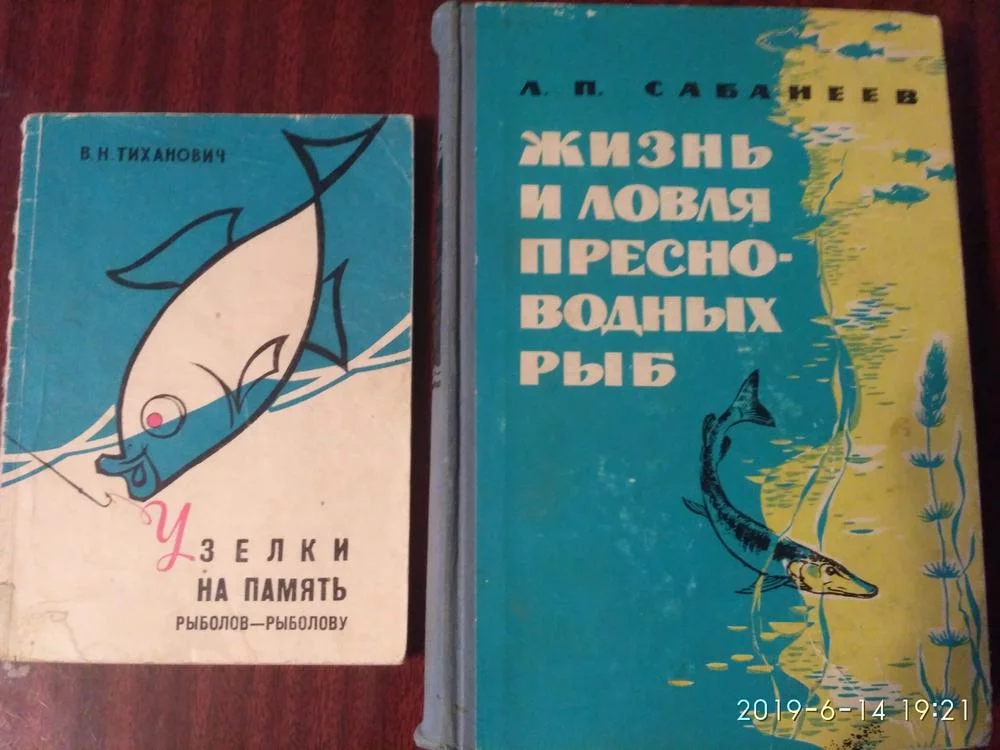 В. Н. ТИХАНОВИЧ
УЗЕЛКИ
НА ПАМЯТЬ
РЫБОЛОВ—РЫБОЛОВУ
Л. П. САБАНЕЕВ
ЖИЗНЬ
И ЛОВЛЯ
ПРЕСНО-
ВОДНЫХ
РЫБ
2019-6-14 19:21